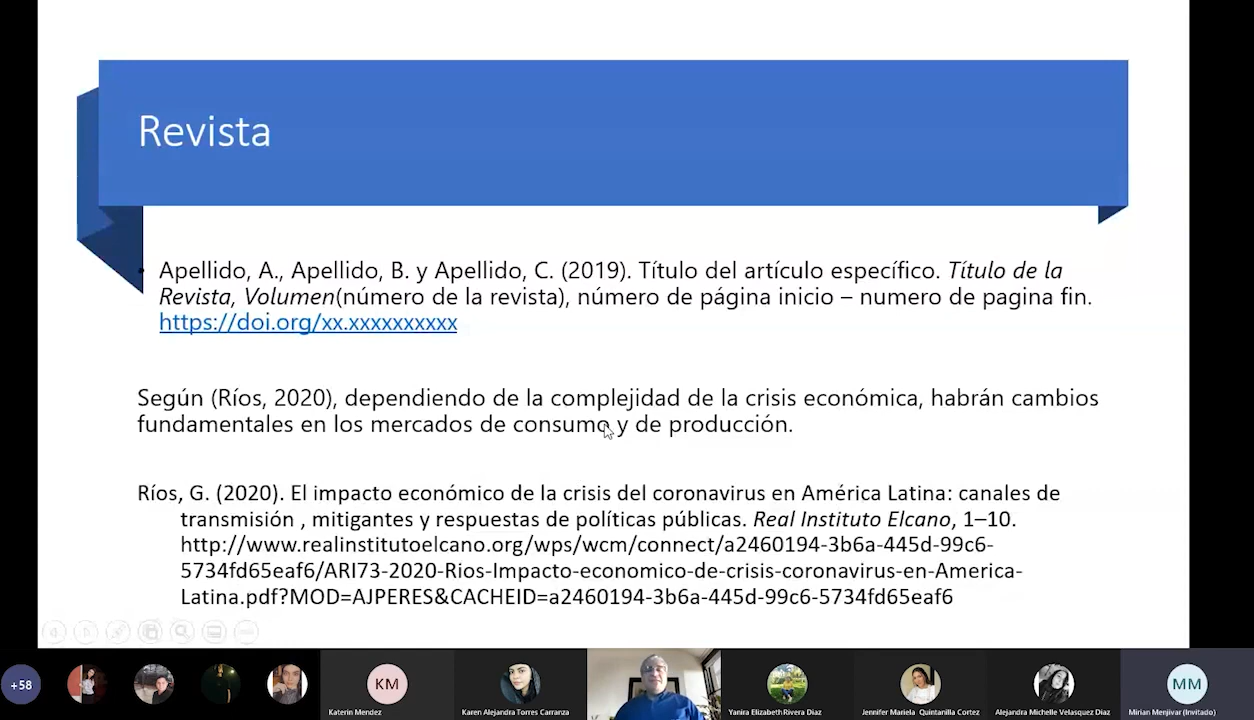 Revista
• Apellido, A., Apellido, B. y Apellido, C. (2019). Título del artículo específico. Título de la
Revista, Volumen(número de la revista), número de página inicio – numero de pagina fin.
https://doi.org/xx.xxxxxxxxxx
Según (Ríos, 2020), dependiendo de la complejidad de la crisis económica, habrán cambios
fundamentales en los mercados de consumo y de producción.
Ríos, G. (2020). El impacto económico de la crisis del coronavirus en América Latina: canales de
transmisión , mitigantes y respuestas de políticas públicas. Real Instituto Elcano, 1–10.
http://www.realinstitutoelcano.org/wps/wcm/connect/a2460194-3b6a-445d-99c6-
5734fd65eaf6/ARI73-2020-Rios-Impacto-economico-de-crisis-coronavirus-en-America-
Latina.pdf?MOD=AJPERES&CACHEID=a2460194-3b6a-445d-99c6-5734fd65eaf6
+58
KM
MM
Katerin Mendez
Karen Alejandra Torres Carranza
Yanira Elizabeth Rivera Diaz
Jennifer Mariela Quintanilla Cortez
Alejandra Michelle Velasquez Diaz
Mirian Menjivar (Invitado)